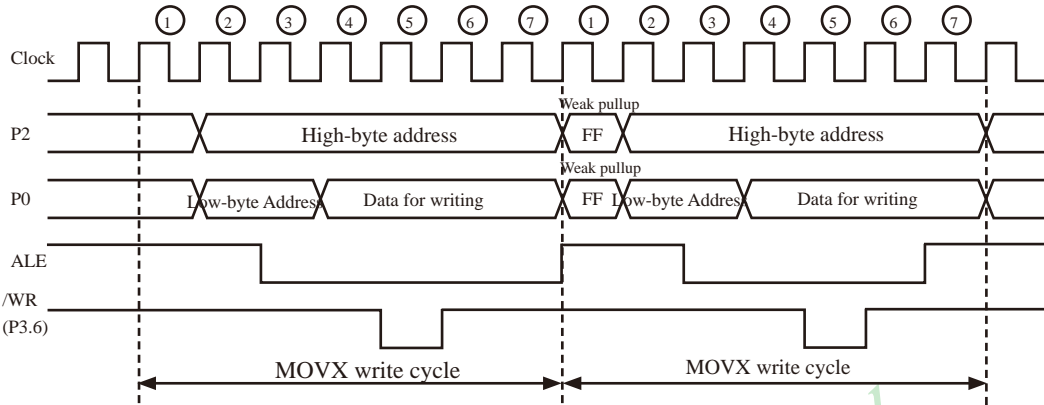 1 2 3 4 5 6 7 1 2 3 4 5 6 7
Clock
Weak pullup
P2 High-byte address FF High-byte address
Weak pullup
P0 Low-byte Address Data for writing FF Low-byte Address Data for writing
ALE
/WR
(P3.6)
MOVX write cycle MOVX write cycle